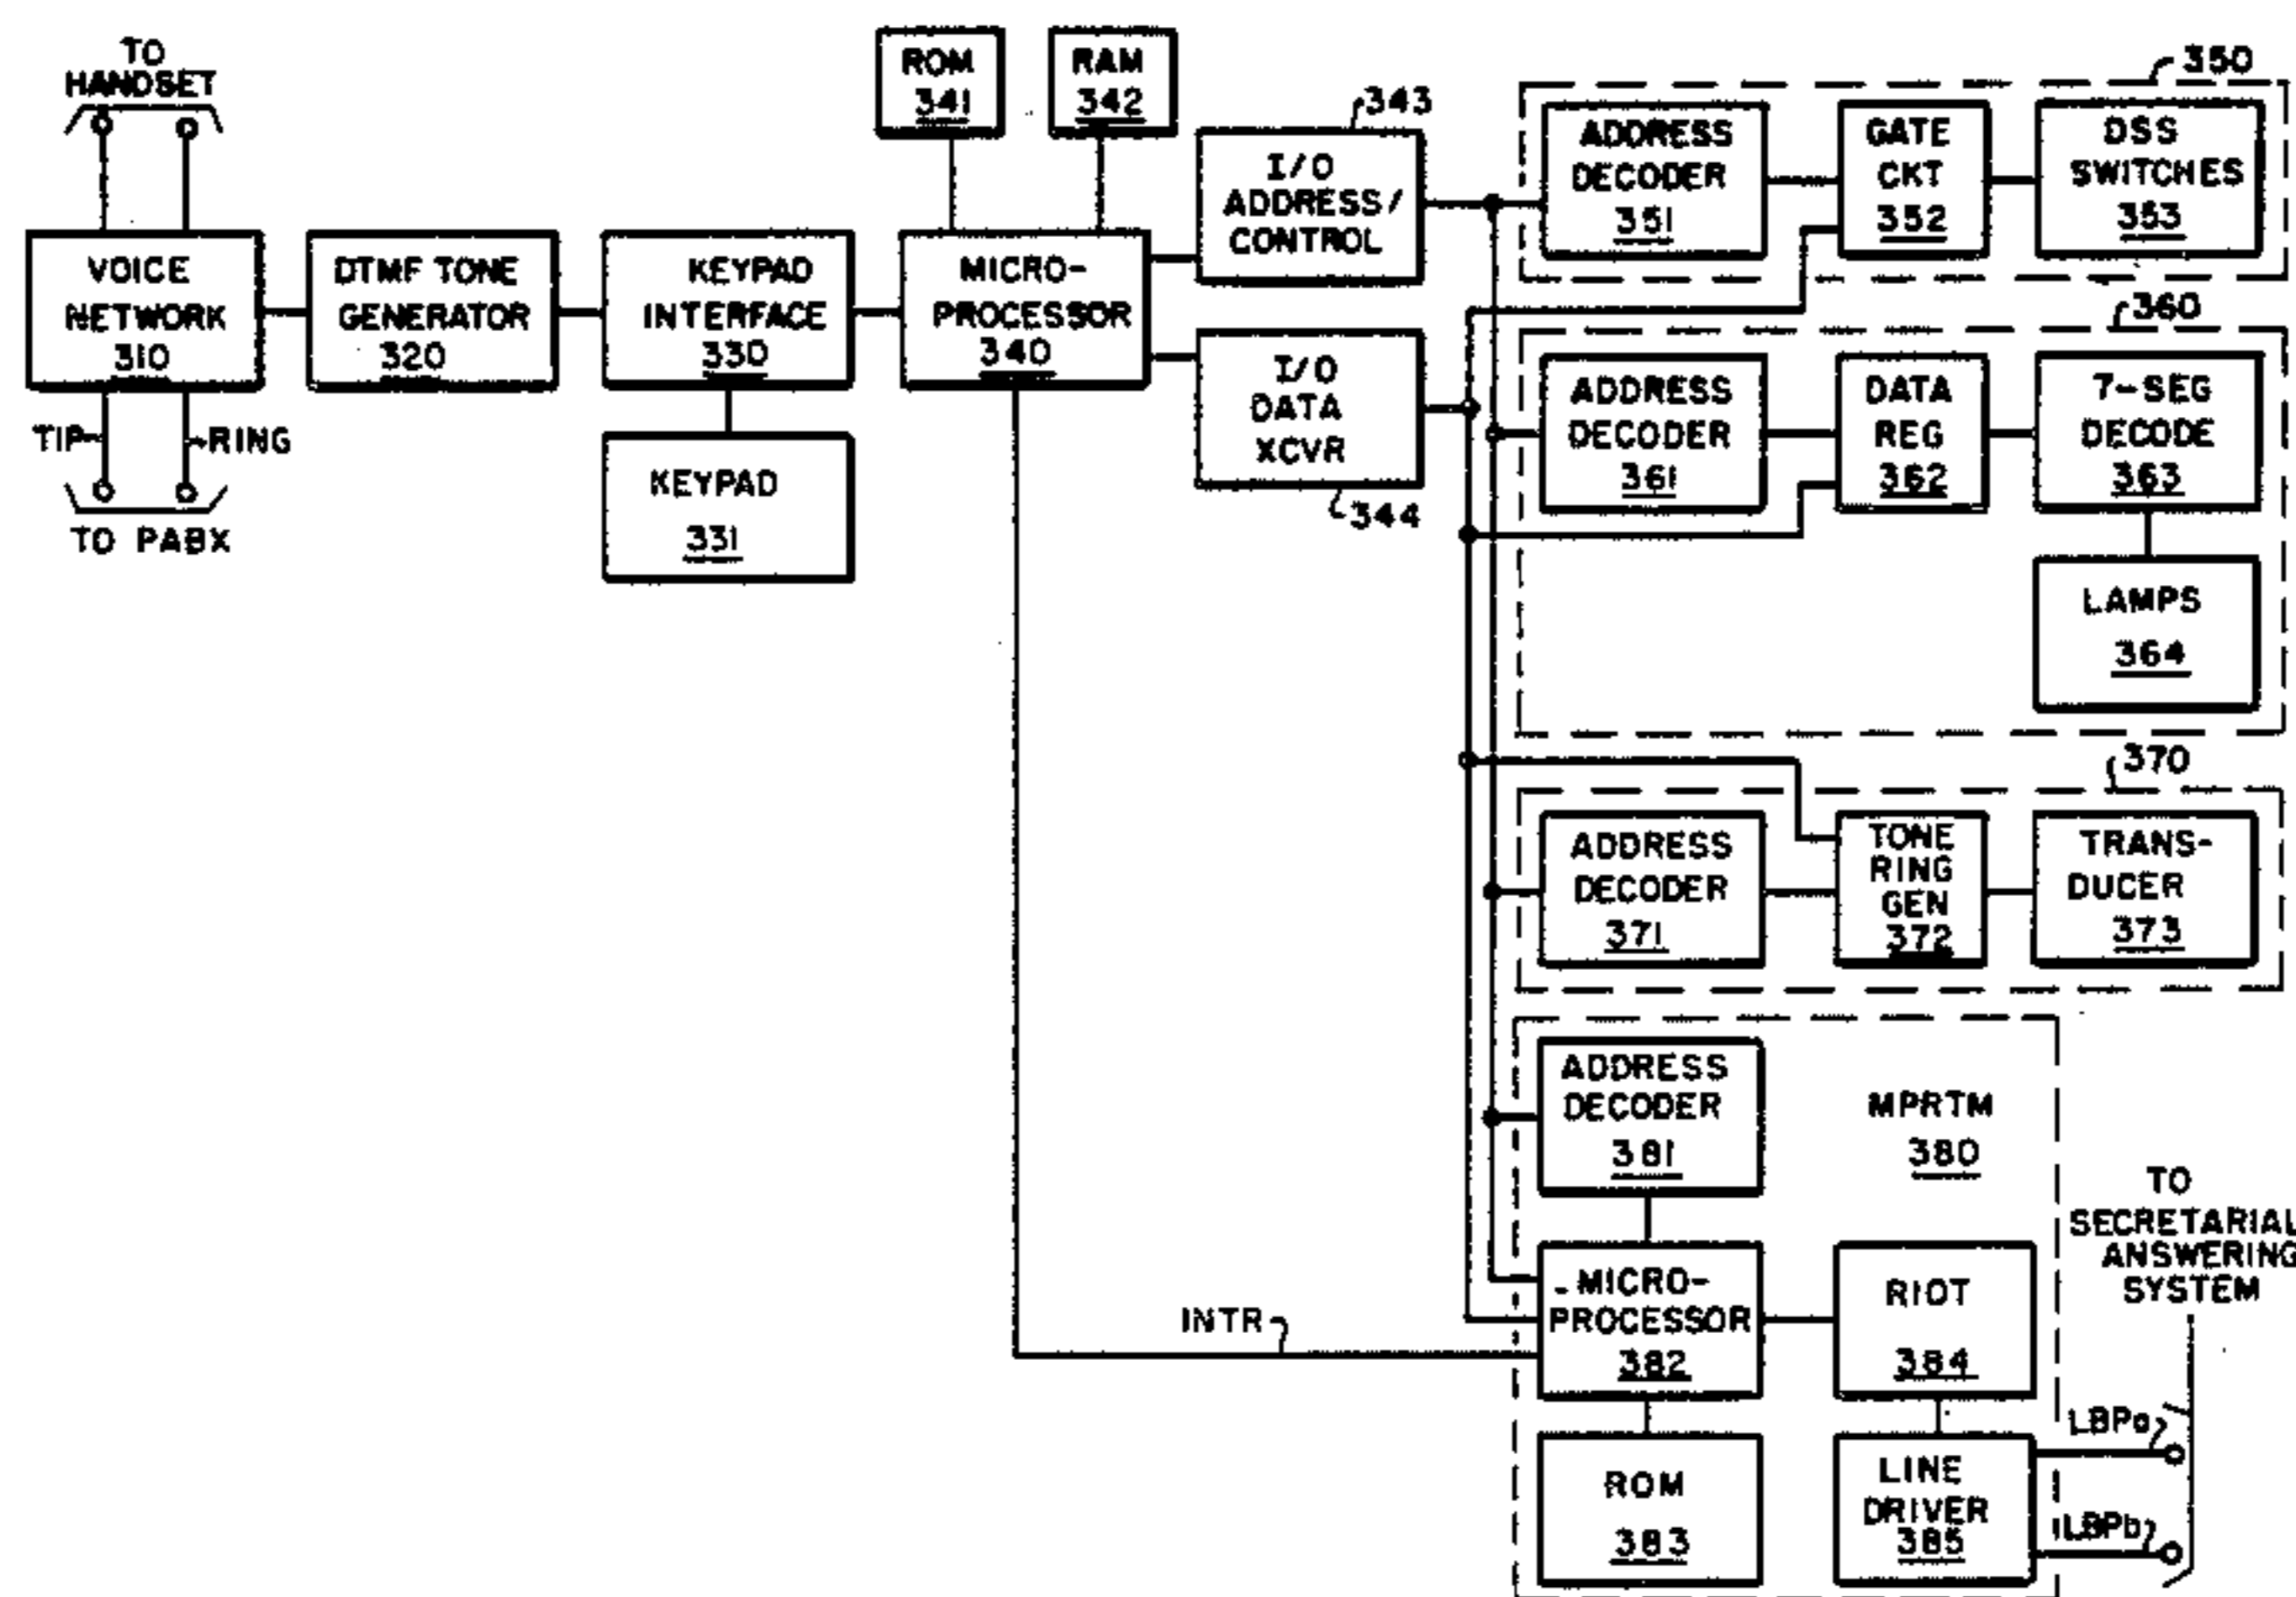 TO
HANDSET
VOICE
NETWORK
310
TIP
RING
TO PABX
DTMF TONE
GENERATOR
320
KEYPAD
INTERFACE
330
KEYPAD
331
ROM
341
RAM
342
MICRO-
PROCESSOR
340
343
I/O
ADDRESS/
CONTROL
I/O
DATA
XCVR
344
350
ADDRESS
DECODER
351
GATE
CKT
352
DSS
SWITCHES
353
360
ADDRESS
DECODER
361
DATA
REG
362
7-SEG
DECODE
363
LAMPS
364
370
ADDRESS
DECODER
371
TONE
RING
GEN
372
TRANS-
DUCER
373
ADDRESS
DECODER
381
MPRTM
380
MICRO-
PROCESSOR
382
INTR
RIOT
384
ROM
383
LINE
DRIVER
385
TO
SECRETARIAL
ANSWERING
SYSTEM
LBPa
LBPb